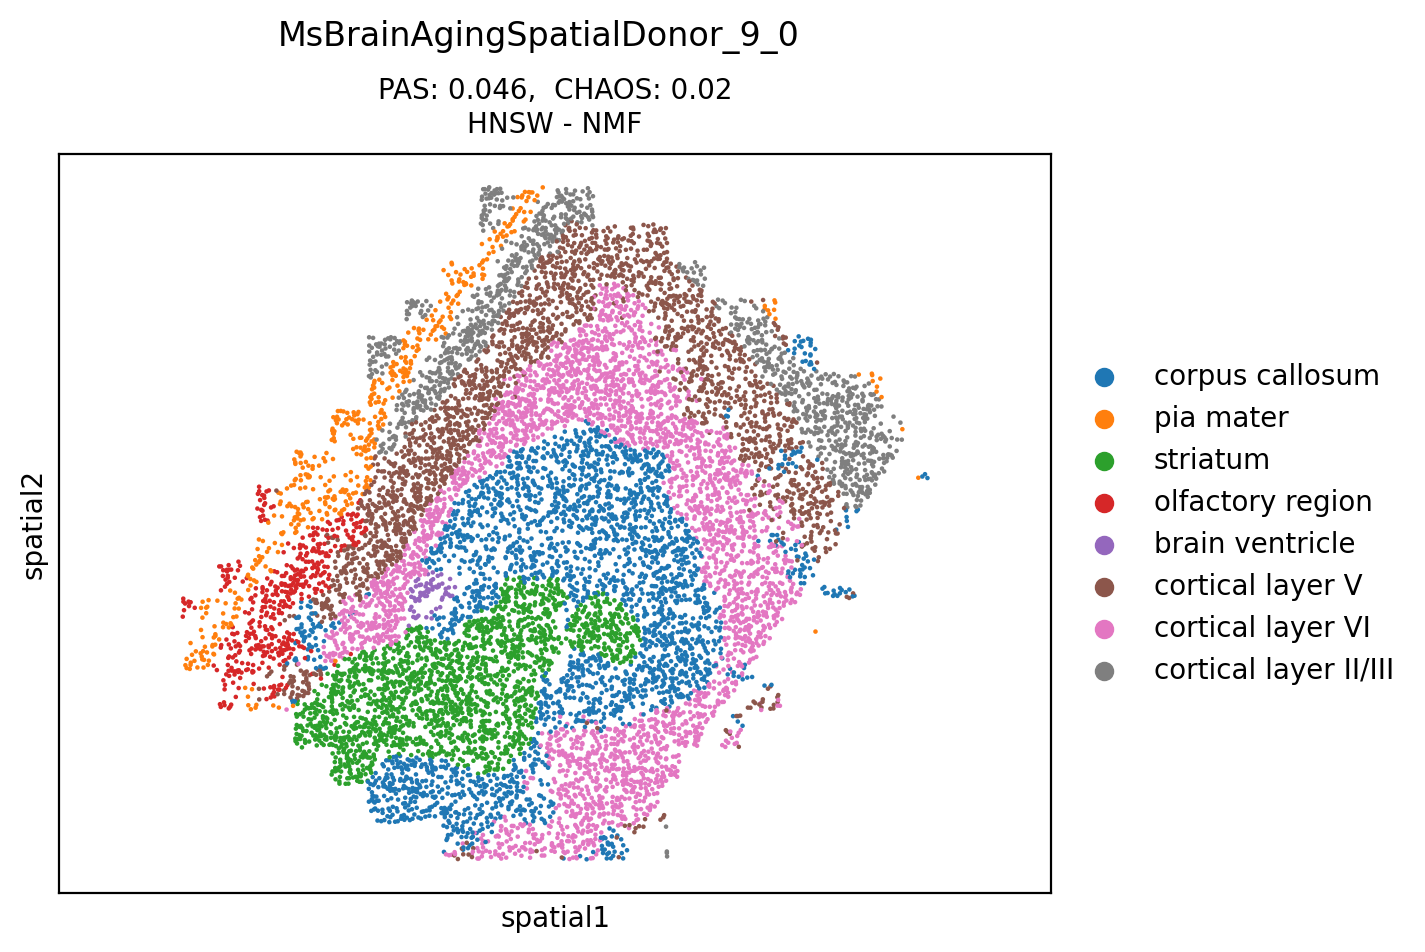 MsBrainAgingSpatialDonor_9_0
PAS: 0.046,  CHAOS: 0.02
HNSW - NMF
spatial2
spatial1
corpus callosum
pia mater
striatum
olfactory region
brain ventricle
cortical layer V
cortical layer VI
cortical layer II/III